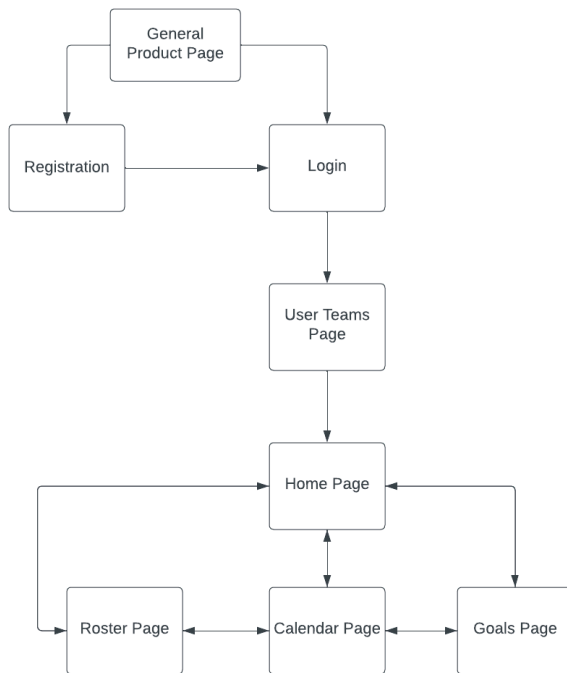 General
Product Page
Registration
Login
User Teams
Page
Home Page
Roster Page
Calendar Page
Goals Page